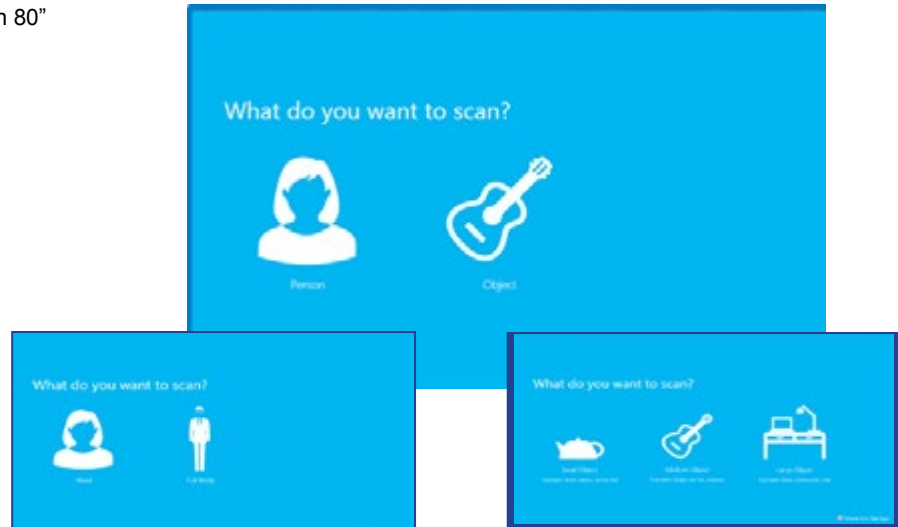 n 80”
What do you want to scan?
Person
Object
What do you want to scan?
Head
Full Body
What do you want to scan?
Small Object
Medium Object
Large Object